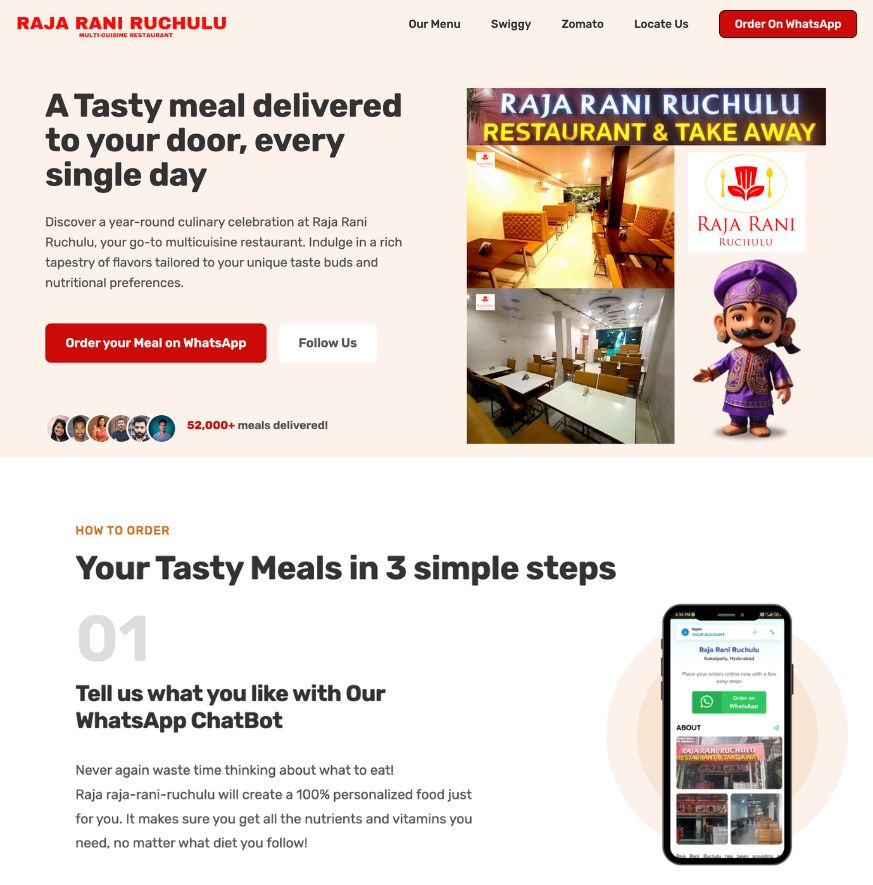 RAJA RANI RUCHULU
MULTI-CUISINE RESTAURANT
Our Menu
Swiggy
Zomato
Locate Us
Order On WhatsApp
A Tasty meal delivered
to your door, every
single day
Discover a year-round culinary celebration at Raja Rani
Ruchulu, your go-to multicuisine restaurant. Indulge in a rich
tapestry of flavors tailored to your unique taste buds and
nutritional preferences.
Order your Meal on WhatsApp
Follow Us
52,000+ meals delivered!
RAJA RANI RUCHULU
RESTAURANT & TAKE AWAY
RAJA RANI
RUCHULU
HOW TO ORDER
Your Tasty Meals in 3 simple steps
01
Tell us what you like with Our
WhatsApp ChatBot
Never again waste time thinking about what to eat!
Raja raja-rani-ruchulu will create a 100% personalized food just
for you. It makes sure you get all the nutrients and vitamins you
need, no matter what diet you follow!
YOUR ACCOUNT
Raja Rani Ruchulu
Kukatpally, Hyderabad
Place your orders online now with a few
easy steps
Order on
WhatsApp
ABOUT
RAJA RANI RUCHULU
RESTAURANT & TAKE AWAY
Raja Rani Ruchulu has been providing